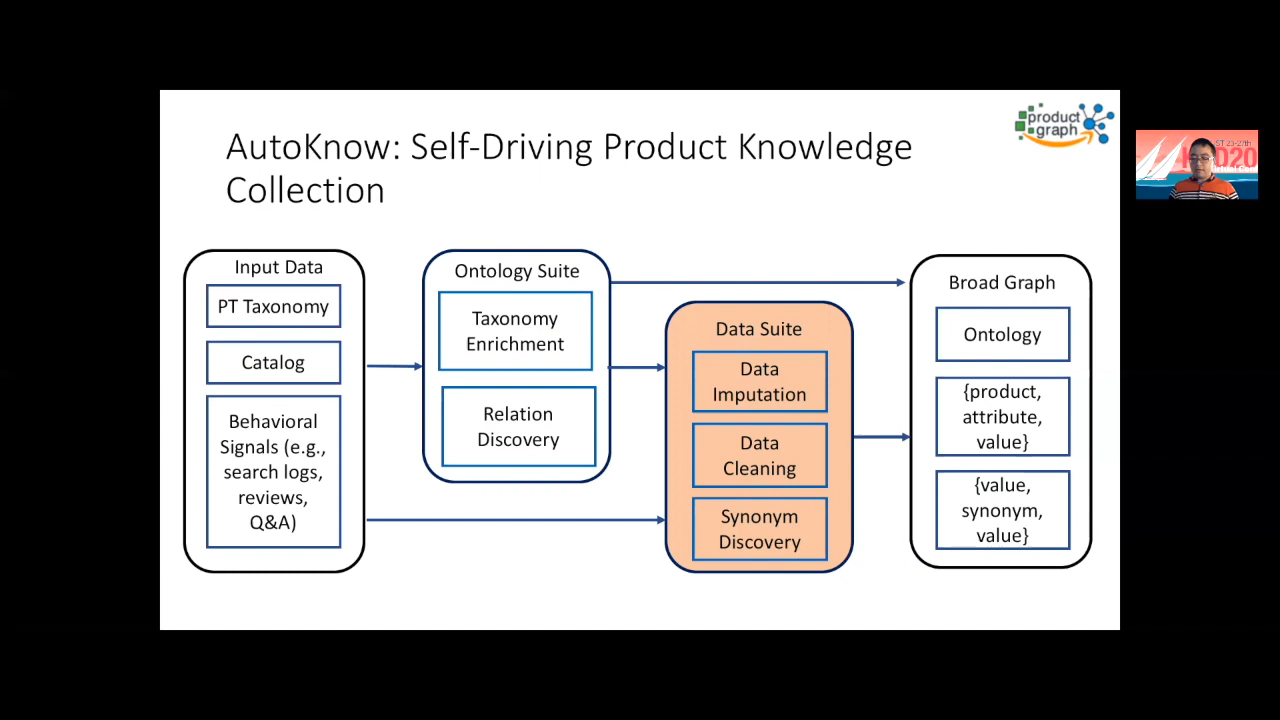 product
graph
AutoKnow: Self-Driving Product Knowledge
Collection
Input Data
PT Taxonomy
Catalog
Behavioral
Signals (e.g.,
search logs,
reviews,
Q&A)
Ontology Suite
Taxonomy
Enrichment
Relation
Discovery
Data Suite
Data
Imputation
Data
Cleaning
Synonym
Discovery
Broad Graph
Ontology
{product,
attribute,
value}
{value,
synonym,
value}